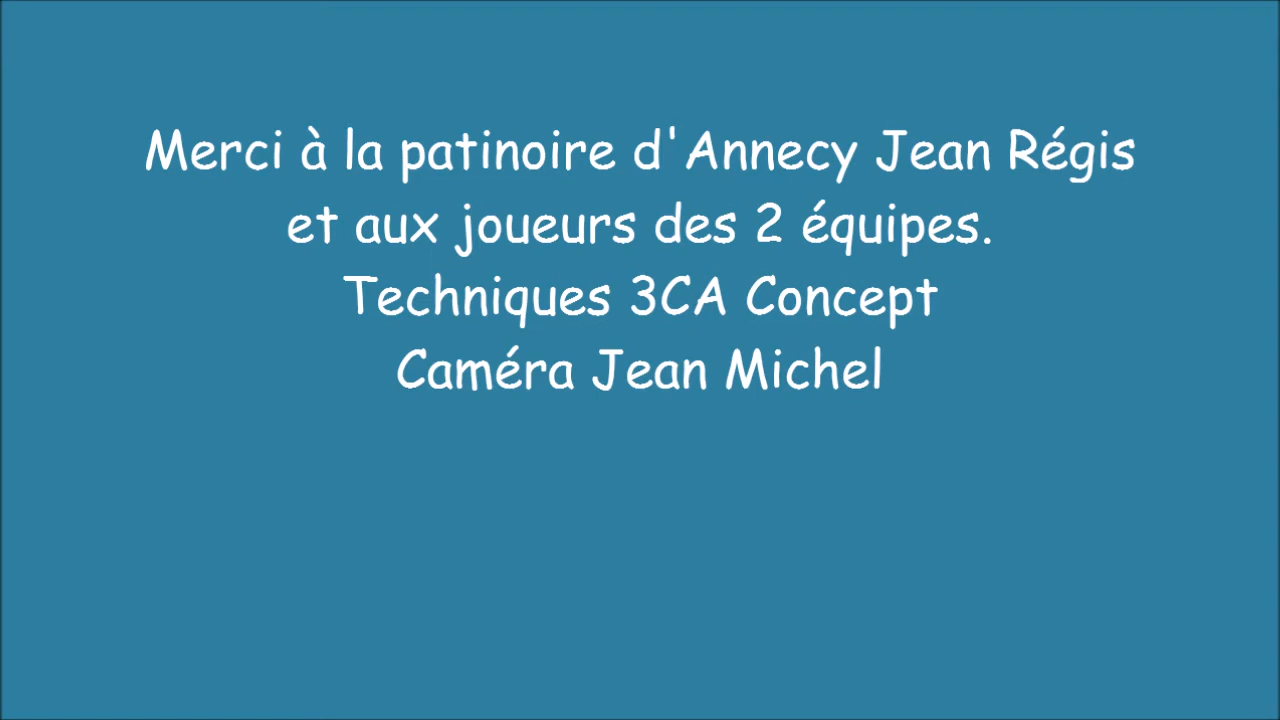 Merci à la patinoire d'Annecy Jean Régis
et aux joueurs des 2 équipes.
Techniques 3CA Concept
Caméra Jean Michel